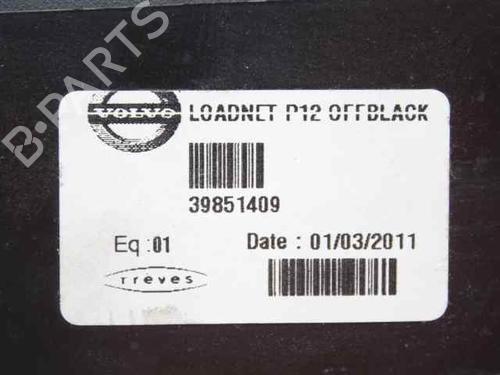 B-PARTS
VOLVO
LOADNET P12 OFFBLACK
39851409
Eq :01
Date : 01/03/2011
Treves